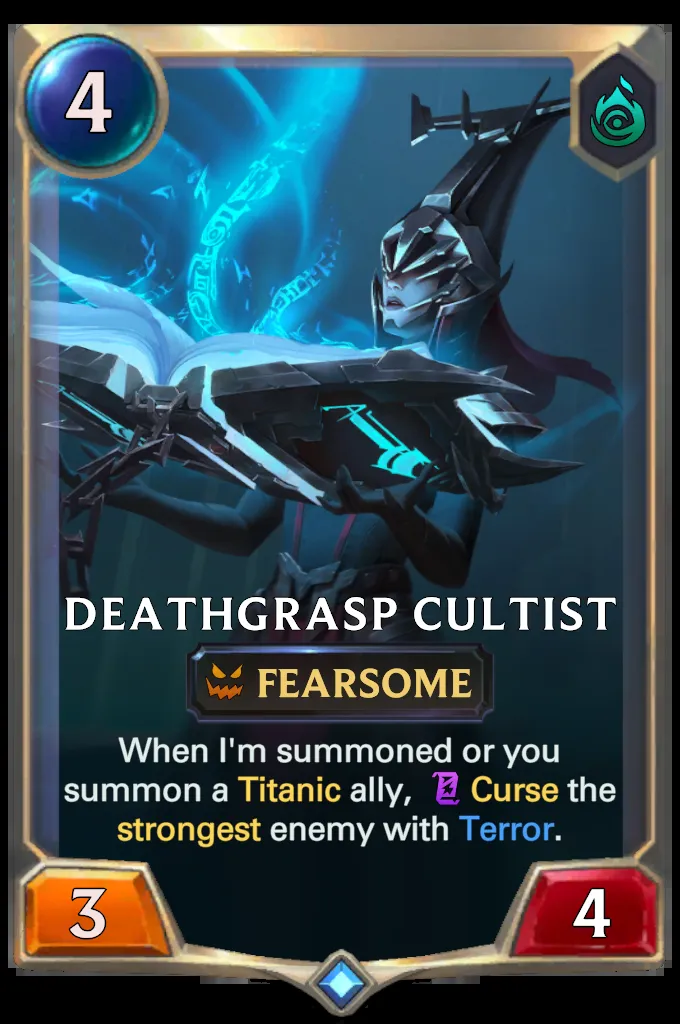 4
DEATHGRASP CULTIST
FEARSOME
When I'm summoned or you
summon a Titanic ally, Curse the
strongest enemy with Terror.
3
4